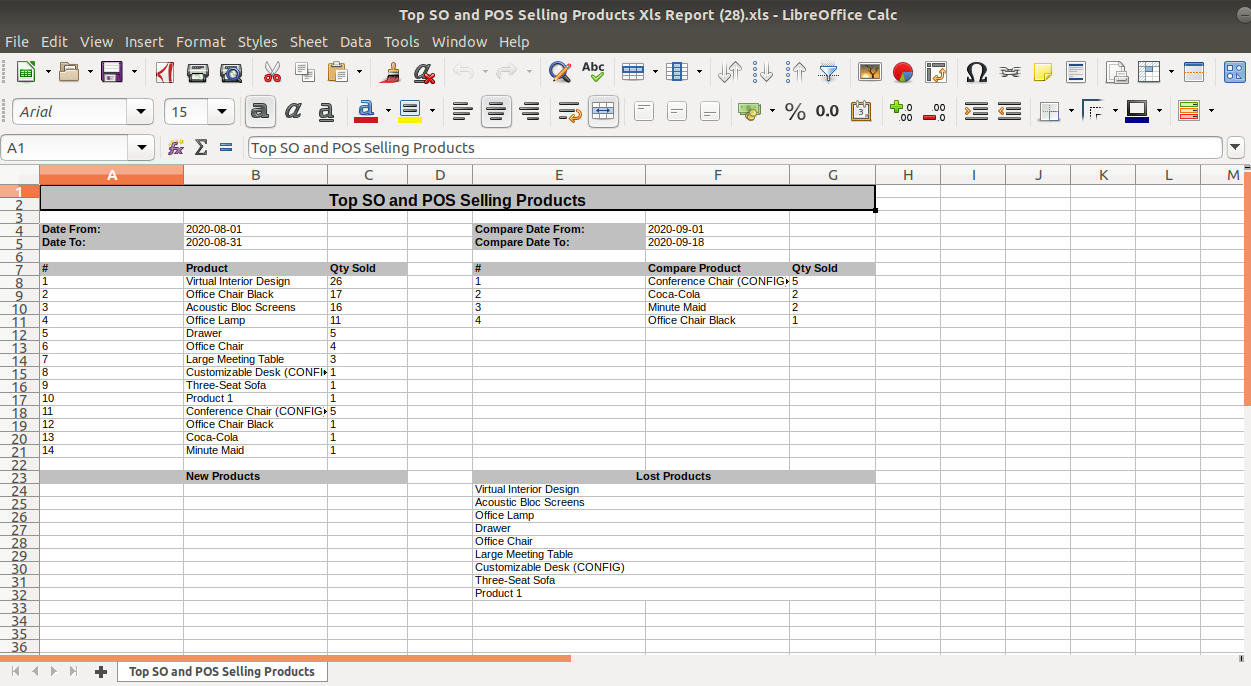 Top SO and POS Selling Products Xls Report (28).xls - LibreOffice Calc
File Edit View Insert Format Styles Sheet Data Tools Window Help
Abc
Arial 15 a a a a % 0.0 3 .00 .00
A1 Top SO and POS Selling Products
A B C D E F G H I J K L M
1
2 Top SO and POS Selling Products
3
4 Date From: 2020-08-01 Compare Date From: 2020-09-01
5 Date To: 2020-08-31 Compare Date To: 2020-09-18
6
7 # Product Qty Sold # Compare Product Qty Sold
8 1 Virtual Interior Design 26 1 Conference Chair (CONFIG 5
9 2 Office Chair Black 17 2 Coca-Cola 2
10 3 Acoustic Bloc Screens 16 3 Minute Maid 2
11 4 Office Lamp 11 4 Office Chair Black 1
12 5 Drawer 5
13 6 Office Chair 4
14 7 Large Meeting Table 3
15 8 Customizable Desk (CONFI 1
16 9 Three-Seat Sofa 1
17 10 Product 1 1
18 11 Conference Chair (CONFIG 5
19 12 Office Chair Black 1
20 13 Coca-Cola 1
21 14 Minute Maid 1
22
23 New Products Lost Products
24 Virtual Interior Design
25 Acoustic Bloc Screens
26 Office Lamp
27 Drawer
28 Office Chair
29 Large Meeting Table
30 Customizable Desk (CONFIG)
31 Three-Seat Sofa
32 Product 1
33
34
35
36
Top SO and POS Selling Products